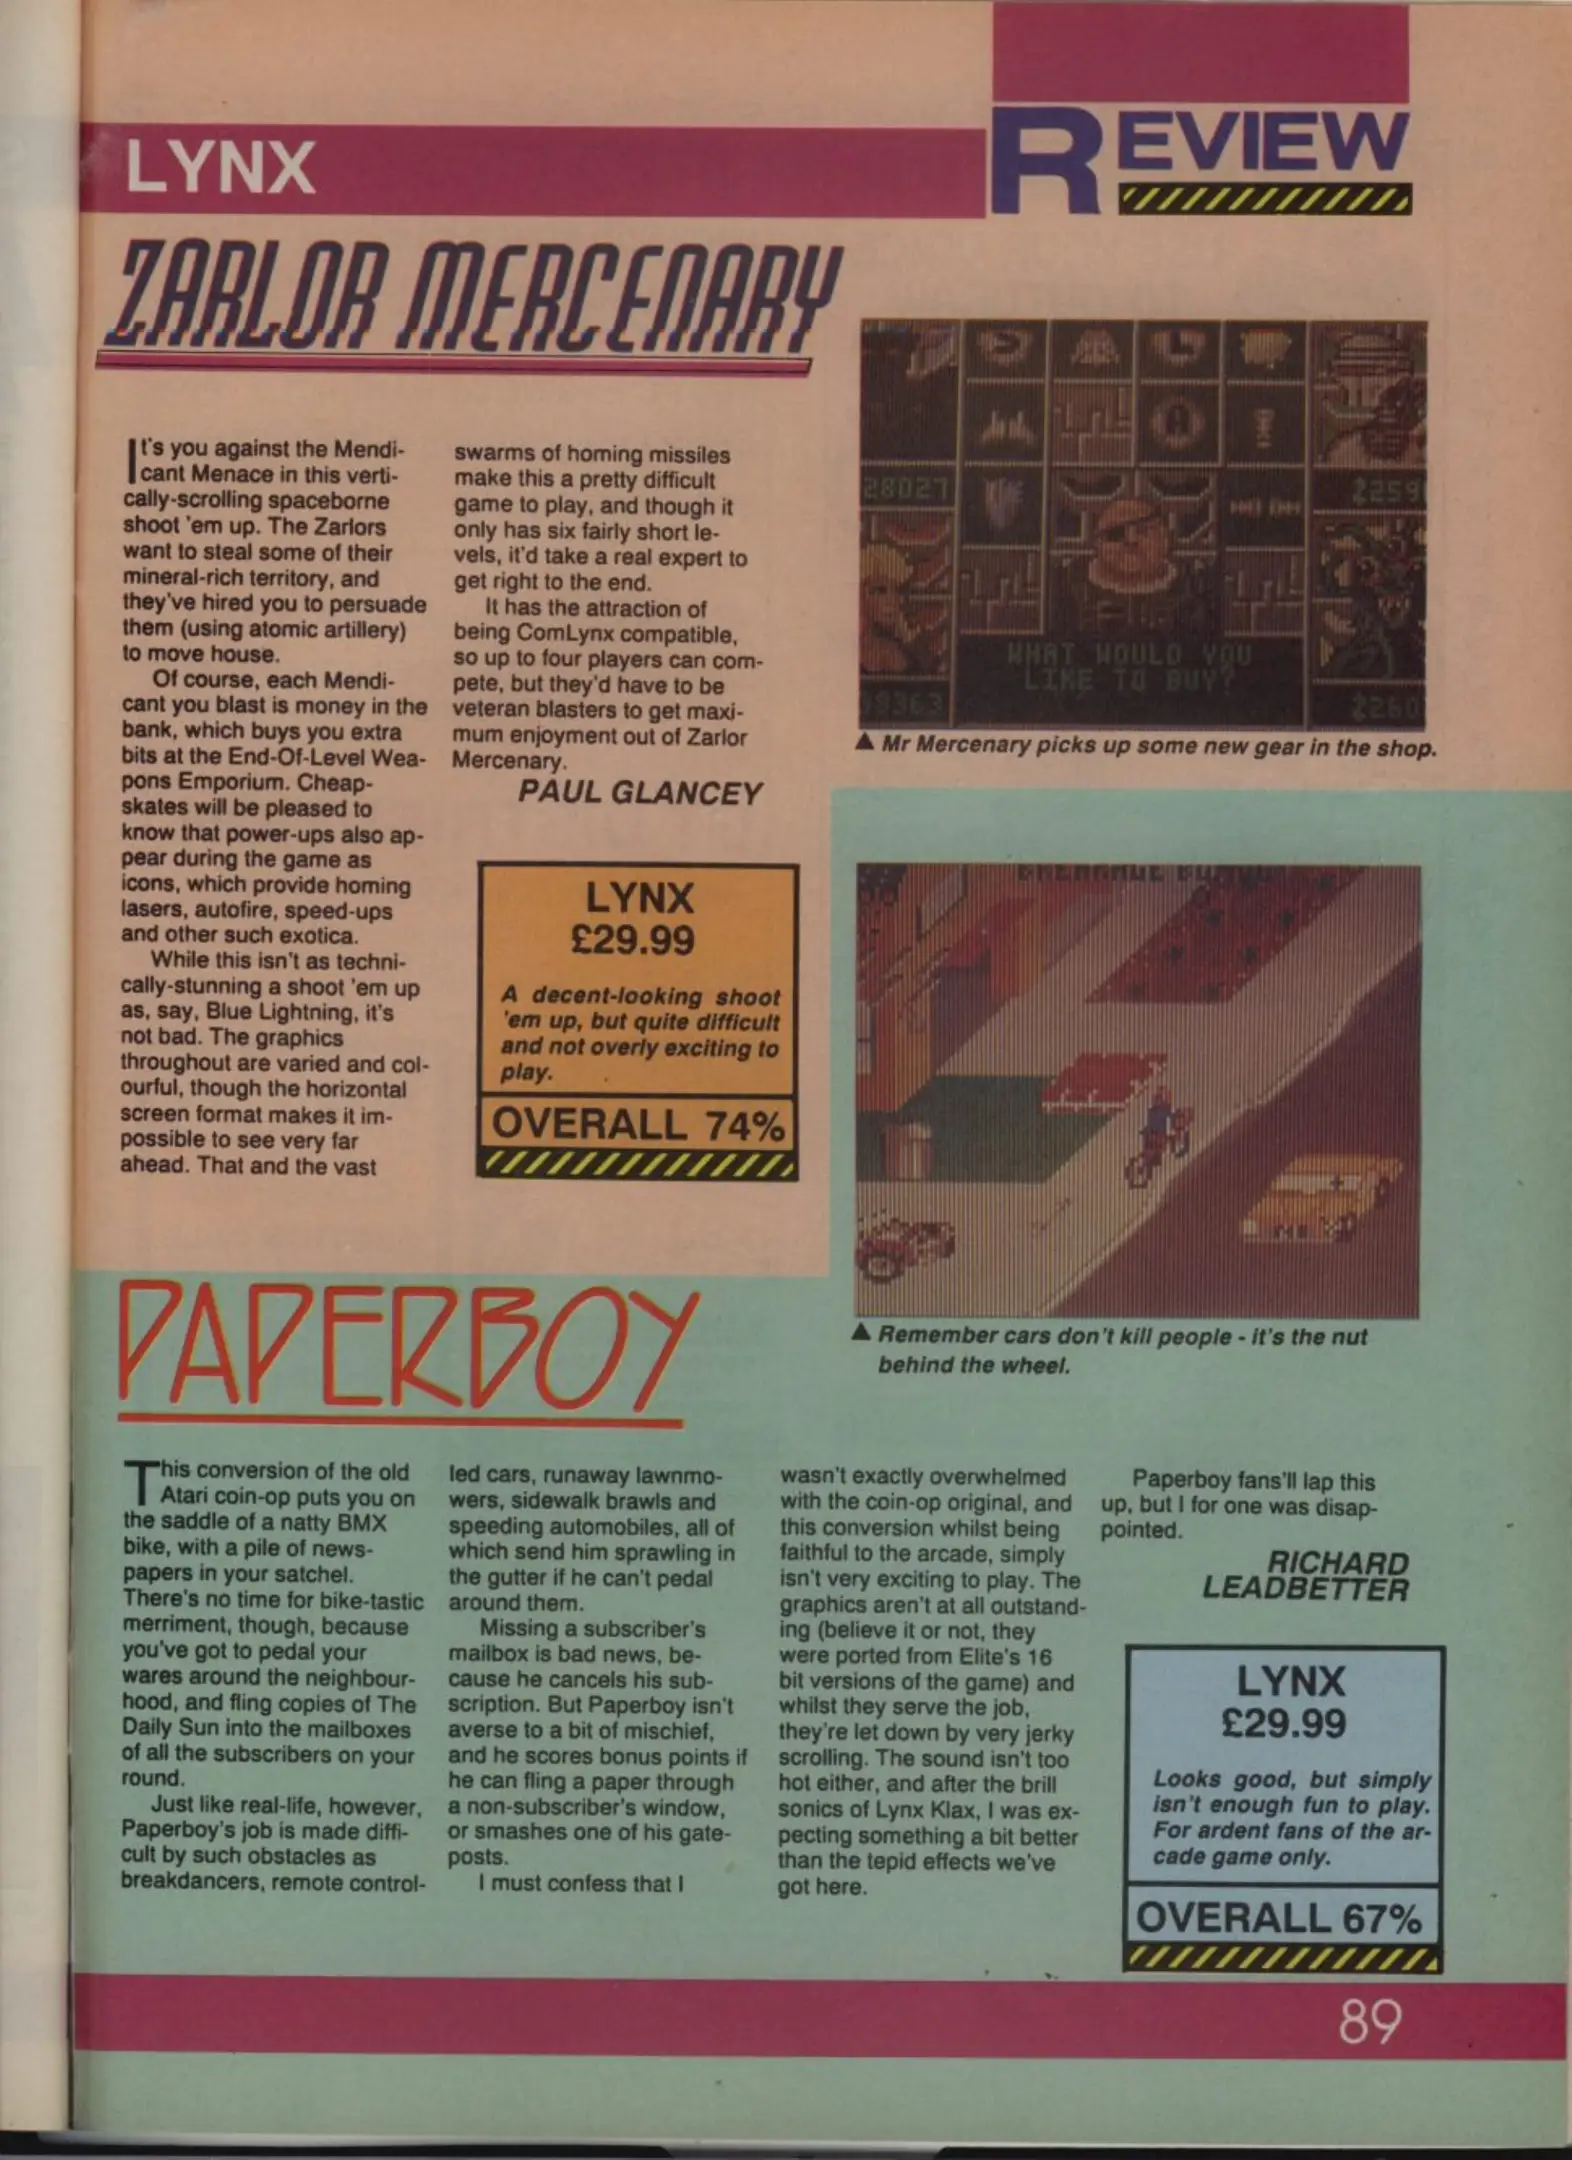 LYNX
REVIEW
ZARLOR MERCENARY
It's you against the Mendi-
cant Menace in this verti-
cally-scrolling spaceborne
shoot 'em up. The Zarlors
want to steal some of their
mineral-rich territory, and
they've hired you to persuade
them (using atomic artillery)
to move house.
Of course, each Mendi-
cant you blast is money in the
bank, which buys you extra
bits at the End-Of-Level Wea-
pons Emporium. Cheap-
skates will be pleased to
know that power-ups also ap-
pear during the game as
icons, which provide homing
lasers, autofire, speed-ups
and other such exotica.
While this isn't as techni-
cally-stunning a shoot 'em up
as, say, Blue Lightning, it's
not bad. The graphics
throughout are varied and col-
ourful, though the horizontal
screen format makes it im-
possible to see very far
ahead. That and the vast
swarms of homing missiles
make this a pretty difficult
game to play, and though it
only has six fairly short le-
vels, it'd take a real expert to
get right to the end.
It has the attraction of
being ComLynx compatible,
so up to four players can com-
pete, but they'd have to be
veteran blasters to get maxi-
mum enjoyment out of Zarlor
Mercenary.
PAUL GLANCEY
LYNX
£29.99
A decent-looking shoot
'em up, but quite difficult
and not overly exciting to
play.
OVERALL 74%
28027
2259
WHAT WOULD YOU
LIKE TO BUY?
9363
2260
▲ Mr Mercenary picks up some new gear in the shop.
▲ Remember cars don't kill people - it's the nut
behind the wheel.
PAPERBOY
This conversion of the old
Atari coin-op puts you on
the saddle of a natty BMX
bike, with a pile of news-
papers in your satchel.
There's no time for bike-tastic
merriment, though, because
you've got to pedal your
wares around the neighbour-
hood, and fling copies of The
Daily Sun into the mailboxes
of all the subscribers on your
round.
Just like real-life, however,
Paperboy's job is made diffi-
cult by such obstacles as
breakdancers, remote control-
led cars, runaway lawnmo-
wers, sidewalk brawls and
speeding automobiles, all of
which send him sprawling in
the gutter if he can't pedal
around them.
Missing a subscriber's
mailbox is bad news, be-
cause he cancels his sub-
scription. But Paperboy isn't
averse to a bit of mischief,
and he scores bonus points if
he can fling a paper through
a non-subscriber's window,
or smashes one of his gate-
posts.
I must confess that I
wasn't exactly overwhelmed
with the coin-op original, and
this conversion whilst being
faithful to the arcade, simply
isn't very exciting to play. The
graphics aren't at all outstand-
ing (believe it or not, they
were ported from Elite's 16
bit versions of the game) and
whilst they serve the job,
they're let down by very jerky
scrolling. The sound isn't too
hot either, and after the brill
sonics of Lynx Klax, I was ex-
pecting something a bit better
than the tepid effects we've
got here.
Paperboy fans'll lap this
up, but I for one was disap-
pointed.
RICHARD
LEADBETTER
LYNX
£29.99
Looks good, but simply
isn't enough fun to play.
For ardent fans of the ar-
cade game only.
OVERALL 67%
89